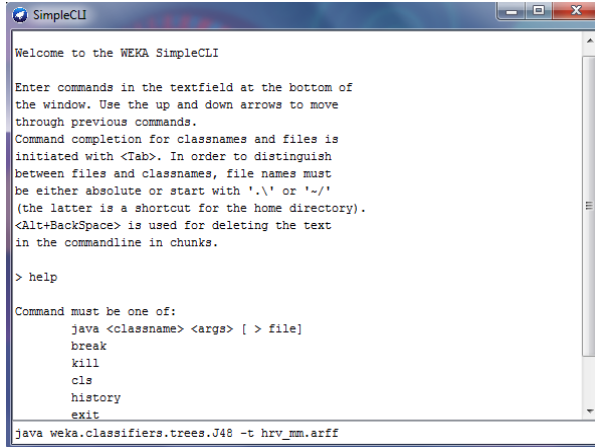 SimpleCLI
Welcome to the WEKA SimpleCLI
Enter commands in the textfield at the bottom of
the window. Use the up and down arrows to move
through previous commands.
Command completion for classnames and files is
initiated with <Tab>. In order to distinguish
between files and classnames, file names must
be either absolute or start with '.\' or '~/'
(the latter is a shortcut for the home directory).
<Alt+BackSpace> is used for deleting the text
in the commandline in chunks.
> help
Command must be one of:
java <classname> <args> [ > file]
break
kill
cls
history
exit
java weka.classifiers.trees.J48 -t hrv_mm.arff